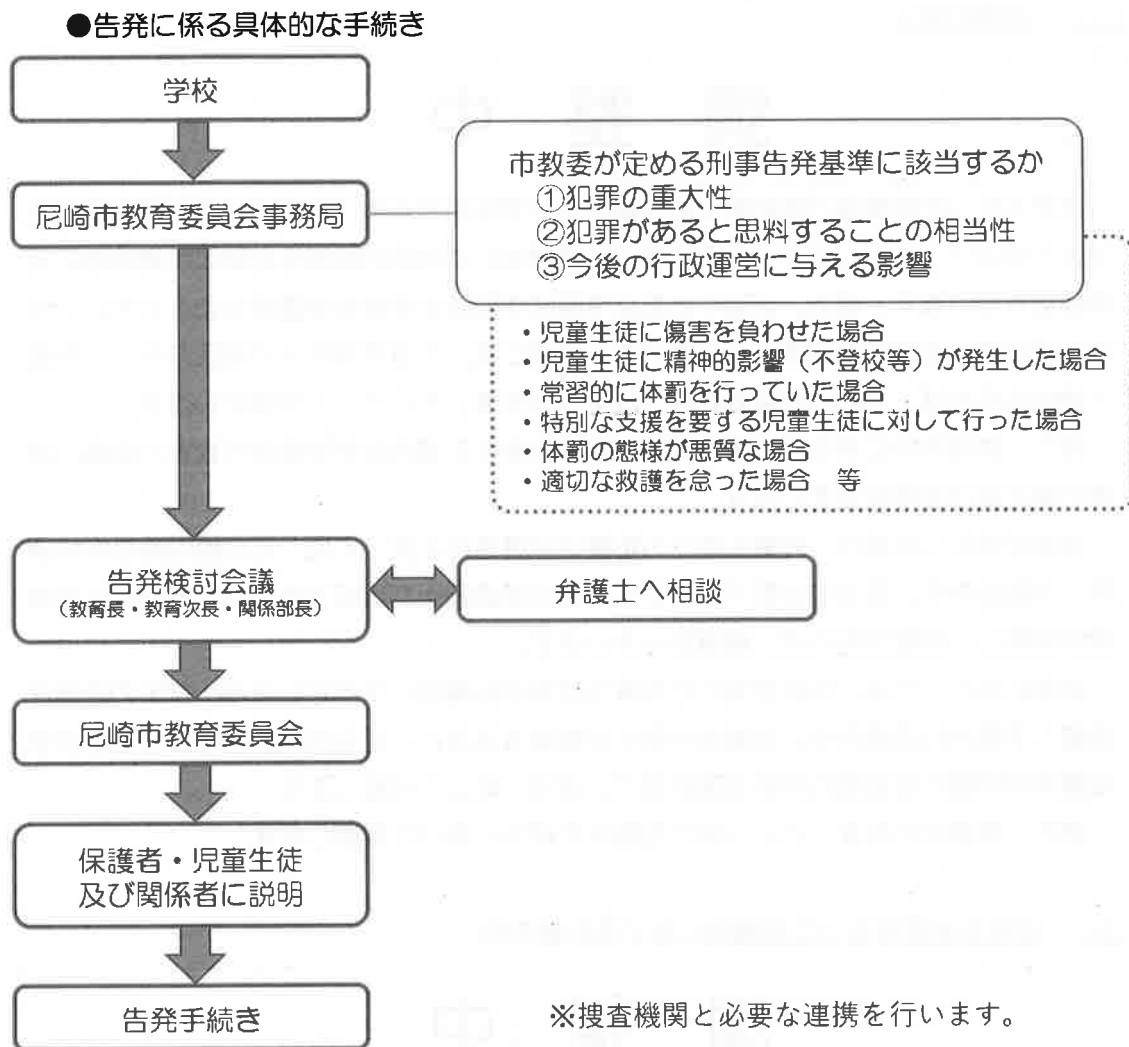 ●告発に係る具体的な手続き
学校
尼崎市教育委員会事務局
市教委が定める刑事告発基準に該当するか
①犯罪の重大性
②犯罪があると思料することの相当性
③今後の行政運営に与える影響
・児童生徒に傷害を負わせた場合
・児童生徒に精神的影響（不登校等）が発生した場合
・常習的に体罰を行っていた場合
・特別な支援を要する児童生徒に対して行った場合
・体罰の態様が悪質な場合
・適切な救護を怠った場合　等
告発検討会議
（教育長・教育次長・関係部長）
弁護士へ相談
尼崎市教育委員会
保護者・児童生徒
及び関係者に説明
告発手続き
※捜査機関と必要な連携を行います。